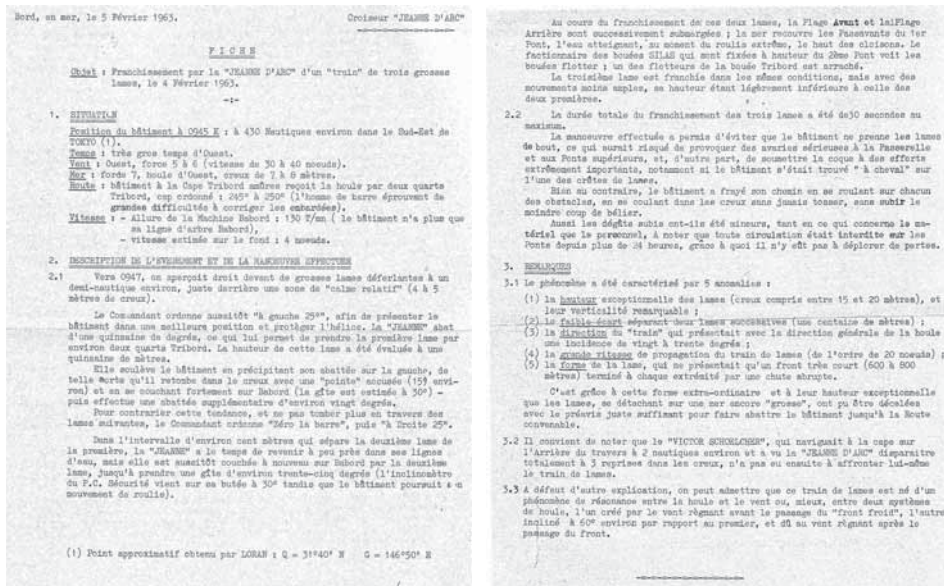 Bord, en mer, le 5 Février 1963.
Croiseur "JEANNE D'ARC"
F I C H E
Objet : Franchissement par la "JEANNE D'ARC" d'un "train" de trois grosses
lames, le 4 Février 1963.
-:-
1. SITUATION
Position du bâtiment à 0945 K : à 430 Nautiques environ dans le Sud-Est de
TOKYO (1).
Temps : très gros temps d'Ouest.
Vent : Ouest, force 5 à 6 (vitesse de 30 à 40 noeuds).
Mer : force 7, houle d'Ouest, creux de 7 à 8 mètres.
Route : bâtiment à la Cape Tribord amûres reçoit la houle par deux quarts
Tribord, cap ordonné : 245° à 250° (l'homme de barre éprouvant de
grandes difficultés à corriger les embardées).
Vitesse : - Allure de la Machine Babord : 130 T/mn ( le bâtiment n'a plus que
sa ligne d'arbre Babord),
- vitesse estimée sur le fond : 4 noeuds.
2. DESCRIPTION DE L'EVENEMENT ET DE LA MANOEUVRE EFFECTUEE
2.1 Vers 0947, on aperçoit droit devant de grosses lames déferlantes à un
demi-nautique environ, juste derrière une zone de "calme relatif" (4 à 5
mètres de creux).
Le Commandant ordonne aussitôt "à gauche 25°", afin de présenter le
bâtiment dans une meilleure position et protéger l'hélice. La "JEANNE" abat
d'une quinzaine de degrés, ce qui lui permet de prendre la première lame par
environ deux quarts Tribord. La hauteur de cette lame a été évaluée à une
quinzaine de mètres.
Elle soulève le bâtiment en précipitant son abattée sur la gauche, de
telle sorte qu'il retombe dans le creux avec une "pointe" accusée (15° envi-
ron) et en se couchant fortement sur Babord (la gîte est estimée à 30°) -
puis effectue une abattée supplémentaire d'environ vingt degrés.
Pour contrarier cette tendance, et ne pas tomber plus en travers des
lames suivantes, le Commandant ordonne "Zéro la barre", puis "à Droite 25".
Dans l'intervalle d'environ cent mètres qui sépare la deuxième lame de
la première, la "JEANNE" a le temps de revenir à peu près dans ses lignes
d'eau, mais elle est aussitôt couchée à nouveau sur Babord par la deuxième
lame, jusqu'à prendre une gîte d'environ trente-cinq degrés (l'inclinomètre
du P.C. Sécurité vient sur sa butée à 30° tandis que le bâtiment poursuit son
mouvement de roulis).
(1) Point approximatif obtenu par LORAN : Q = 31°40' N G = 146°50' E
Au cours du franchissement de ces deux lames, la Plage Avant et la Plage
Arrière sont successivement submergées ; la mer recouvre les Passavants du 1er
Pont, l'eau atteignant, au moment du roulis extrême, le haut des cloisons. Le
factionnaire des bouées SILAS qui sont fixées à hauteur du 2ème Pont voit les
bouées flotter ; un des flotteurs de la bouée Tribord est arraché.
La troisième lame est franchie dans les mêmes conditions, mais avec des
mouvements moins amples, sa hauteur étant légèrement inférieure à celle des
deux premières.
2.2 La durée totale du franchissement des trois lames a été de30 secondes au
maximum.
La manoeuvre effectuée a permis d'éviter que le bâtiment ne prenne les lames
de bout, ce qui aurait risqué de provoquer des avaries sérieuses à la Passerelle
et aux Ponts supérieurs, et, d'autre part, de soumettre la coque à des efforts
extrêmement importants, notamment si le bâtiment s'était trouvé " à cheval" sur
l'une des crêtes de lames.
Bien au contraire, le bâtiment a frayé son chemin en se roulant sur chacun
des obstacles, en se coulant dans les creux sans jamais tosser, sans subir le
moindre coup de bélier.
Aussi les dégâts subis ont-ils été mineurs, tant en ce qui concerne le ma-
tériel que le personnel, à noter que toute circulation était interdite sur les
Ponts depuis plus de 24 heures, grâce à quoi il n'y eût pas à déplorer de pertes.
3. REMARQUES
3.1 Le phénomène a été caractérisé par 5 anomalies :
(1) la hauteur exceptionnelle des lames (creux compris entre 15 et 20 mètres), et
leur verticalité remarquable ;
(2) le faible écart séparant deux lames successives (une centaine de mètres) ;
(3) la direction du "train" qui présentait avec la direction générale de la houle
une incidence de vingt à trente degrés ;
(4) la grande vitesse de propagation du train de lames (de l'ordre de 20 noeuds) ;
(5) la forme de la lame, qui ne présentait qu'un front très court (600 à 800
mètres) terminé à chaque extrémité par une chute abrupte.
C'est grâce à cette forme extra-ordinaire et à leur hauteur exceptionnelle
que les lames, se détachant sur une mer encore "grosse", ont pu être décelées
avec le préavis juste suffisant pour faire abattre le bâtiment jusqu'à la Route
convenable.
3.2 Il convient de noter que le "VICTOR SCHOELCHER", qui naviguait à la cape sur
l'Arrière du travers à 2 nautiques environ et a vu la "JEANNE D'ARC" disparaitre
totalement à 3 reprises dans les creux, n'a pas eu ensuite à affronter lui-même
le train de lames.
3.3 A défaut d'autre explication, on peut admettre que ce train de lames est né d'un
phénomène de résonance entre la houle et le vent ou, mieux, entre deux systèmes
de houle, l'un créé par le vent régnant avant le passage du "front froid", l'autre
incliné à 60° environ par rapport au premier, et dû au vent régnant après le
passage du front.